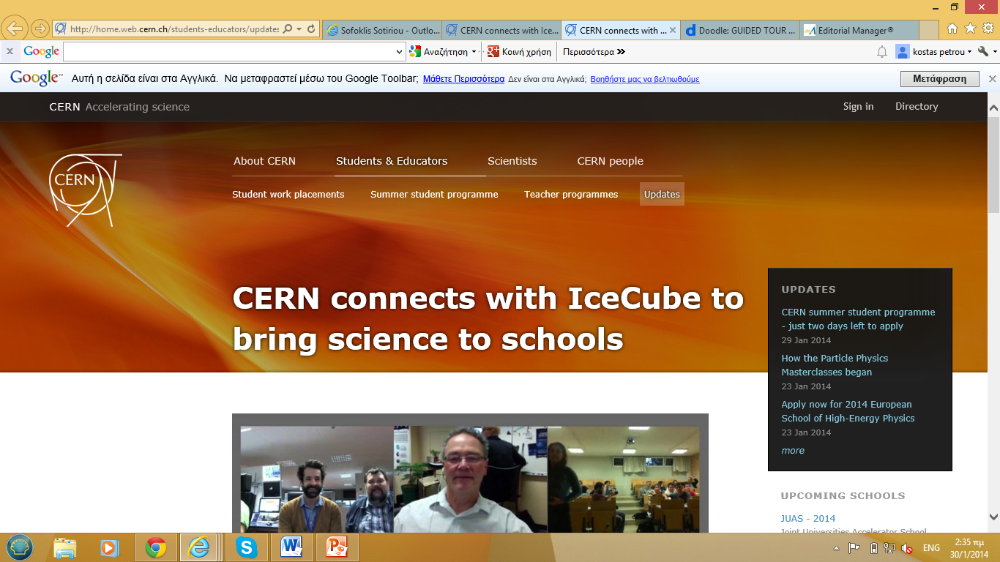 http://home.web.cern.ch/students-educators/updates
Sofoklis Sotiriou - Outlo...
CERN connects with Ice...
CERN connects with ...
Doodle: GUIDED TOUR ...
Editorial Manager®
x Google
Αναζήτηση
Κοινή χρήση
Περισσότερα »
kostas petrou
Google™ Αυτή η σελίδα είναι στα Αγγλικά. Να μεταφραστεί μέσω του Google Toolbar; Μάθετε Περισσότερα Δεν είναι στα Αγγλικά; Βοηθήστε μας να βελτιωθούμε
Μετάφραση
CERN Accelerating science
Sign in
Directory
CERN
About CERN
Students & Educators
Scientists
CERN people
Student work placements
Summer student programme
Teacher programmes
Updates
CERN connects with IceCube to
bring science to schools
UPDATES
CERN summer student programme
- just two days left to apply
29 Jan 2014
How the Particle Physics
Masterclasses began
23 Jan 2014
Apply now for 2014 European
School of High-Energy Physics
23 Jan 2014
more
UPCOMING SCHOOLS
JUAS - 2014
Joint Universities Accelerator School
ENG
2:35 πμ
30/1/2014